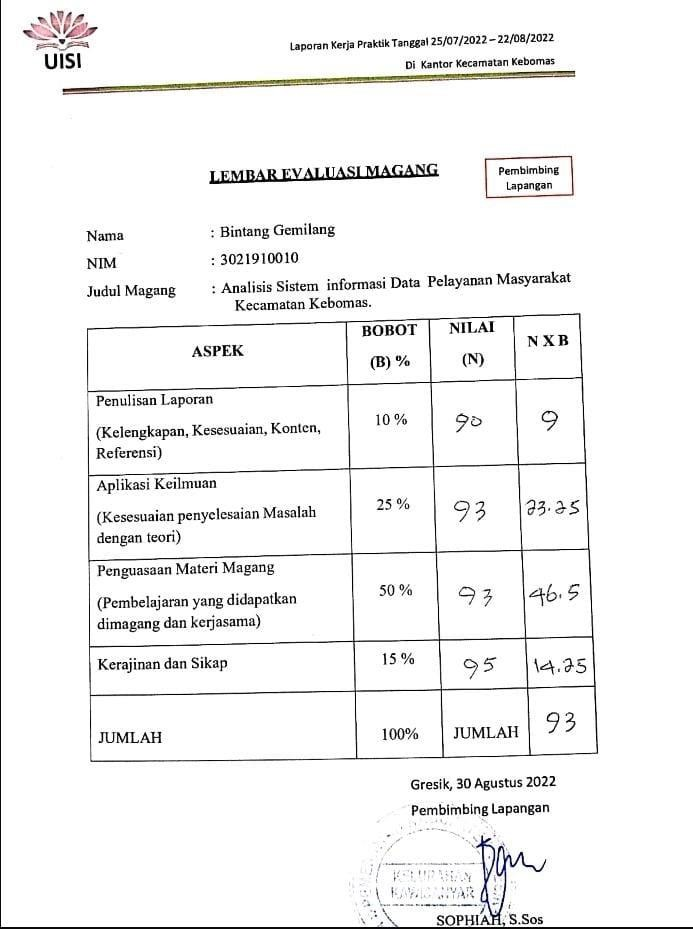 UISI
Laporan Kerja Praktik Tanggal 25/07/2022 – 22/08/2022
Di Kantor Kecamatan Kebomas
LEMBAR EVALUASI MAGANG
Pembimbing
Lapangan
Nama : Bintang Gemilang
NIM : 3021910010
Judul Magang : Analisis Sistem informasi Data Pelayanan Masyarakat
Kecamatan Kebomas.
ASPEK BOBOT NILAI N X B
(B) % (N)
Penulisan Laporan
(Kelengkapan, Kesesuaian, Konten, 10 % 90 9
Referensi)
Aplikasi Keilmuan
(Kesesuaian penyelesaian Masalah 25 % 93 23.25
dengan teori)
Penguasaan Materi Magang
(Pembelajaran yang didapatkan 50 % 93 46.5
dimagang dan kerjasama)
Kerajinan dan Sikap 15 % 95 14.25
JUMLAH 100% JUMLAH 93
Gresik, 30 Agustus 2022
Pembimbing Lapangan
KELURAHAN
SOPHIAH, S.Sos